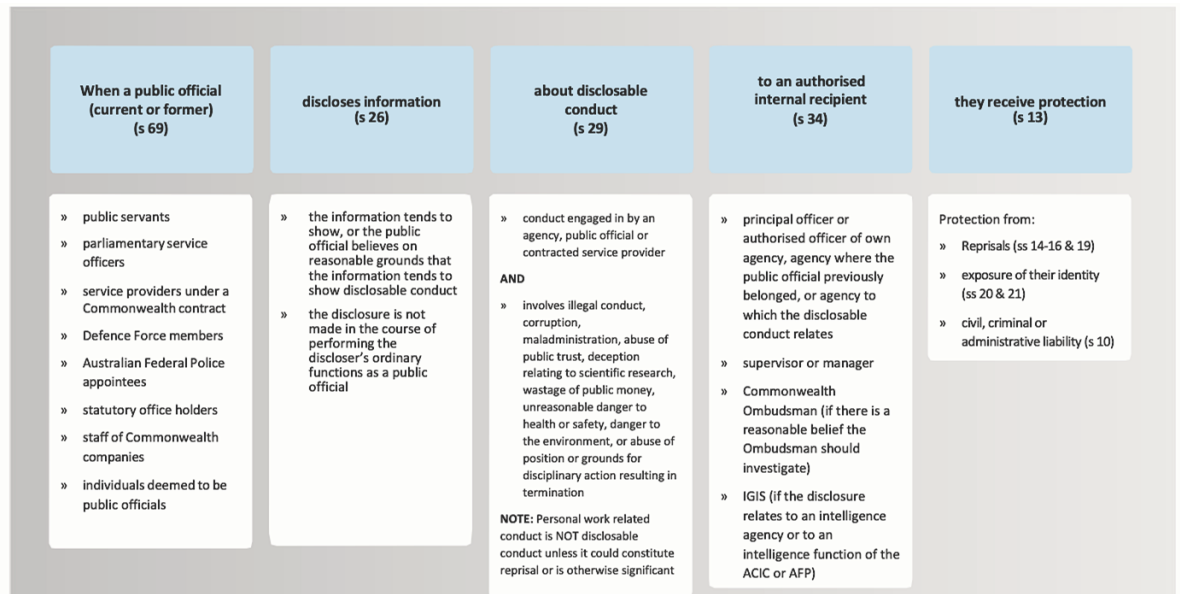 When a public official
(current or former)
(s 69)
discloses information
(s 26)
about disclosable
conduct
(s 29)
to an authorised
internal recipient
(s 34)
they receive protection
(s 13)
» public servants
» parliamentary service
officers
» service providers under a
Commonwealth contract
» Defence Force members
» Australian Federal Police
appointees
» statutory office holders
» staff of Commonwealth
companies
» individuals deemed to be
public officials
» the information tends to
show, or the public
official believes on
reasonable grounds that
the information tends to
show disclosable conduct
» the disclosure is not
made in the course of
performing the
discloser's ordinary
functions as a public
official
» conduct engaged in by an
agency, public official or
contracted service provider
AND
» involves illegal conduct,
corruption,
maladministration, abuse of
public trust, deception
relating to scientific research,
wastage of public money,
unreasonable danger to
health or safety, danger to
the environment, or abuse of
position or grounds for
disciplinary action resulting in
termination
NOTE: Personal work related
conduct is NOT disclosable
conduct unless it could constitute
reprisal or is otherwise significant
» principal officer or
authorised officer of own
agency, agency where the
public official previously
belonged, or agency to
which the disclosable
conduct relates
» supervisor or manager
» Commonwealth
Ombudsman (if there is a
reasonable belief the
Ombudsman should
investigate)
» IGIS (if the disclosure
relates to an intelligence
agency or to an
intelligence function of the
ACIC or AFP)
Protection from:
» Reprisals (ss 14-16 & 19)
» exposure of their identity
(ss 20 & 21)
» civil, criminal or
administrative liability (s 10)